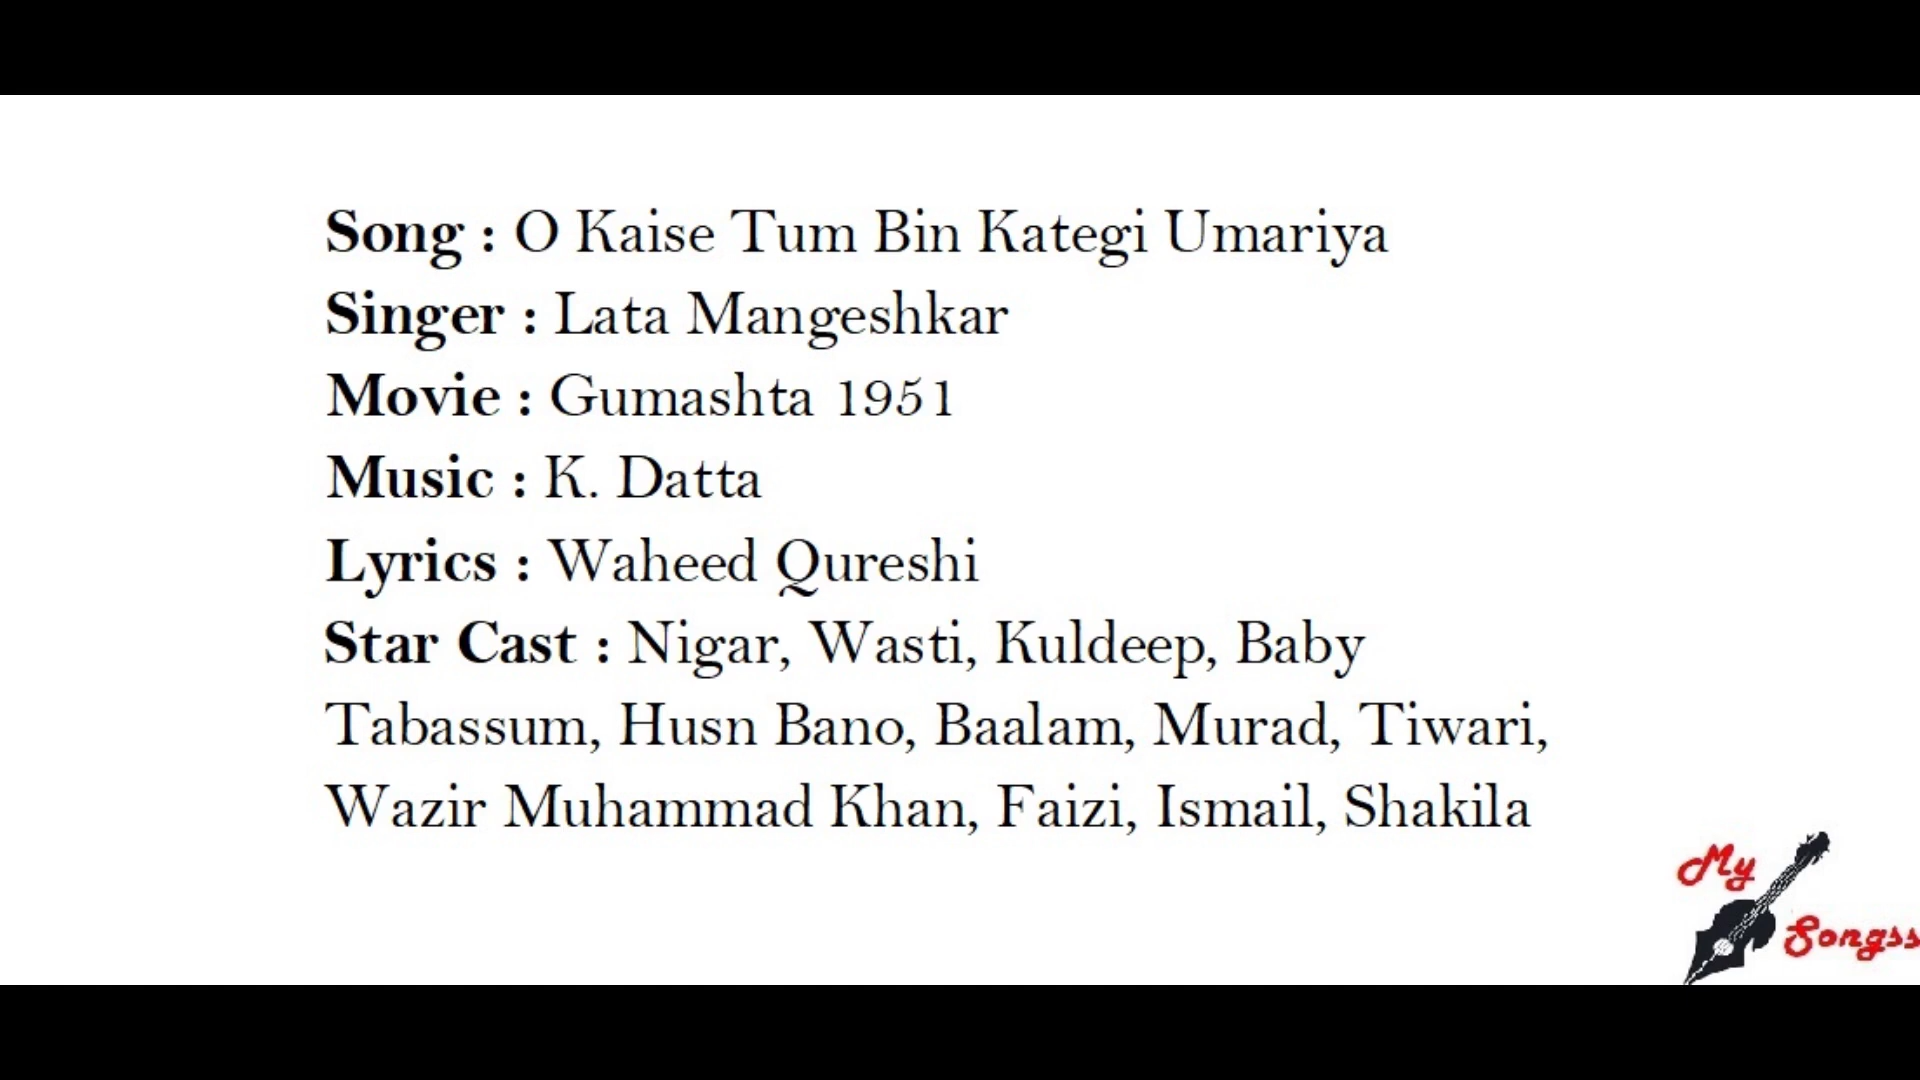 Song : O Kaise Tum Bin Kategi Umariya
Singer : Lata Mangeshkar
Movie : Gumashta 1951
Music : K. Datta
Lyrics : Waheed Qureshi
Star Cast : Nigar, Wasti, Kuldeep, Baby
Tabassum, Husn Bano, Baalam, Murad, Tiwari,
Wazir Muhammad Khan, Faizi, Ismail, Shakila
My
Songss